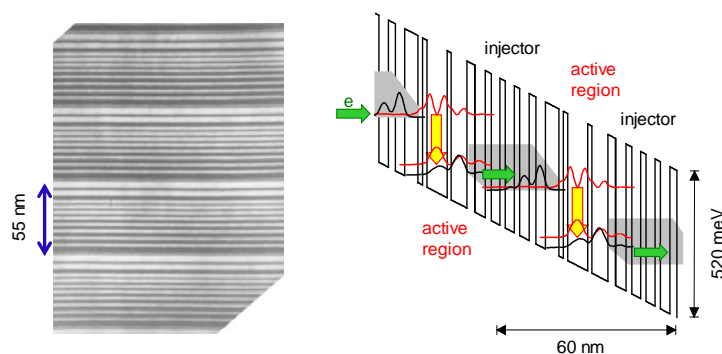 55 nm
e
injector
active
region
injector
active
region
520 meV
60 nm